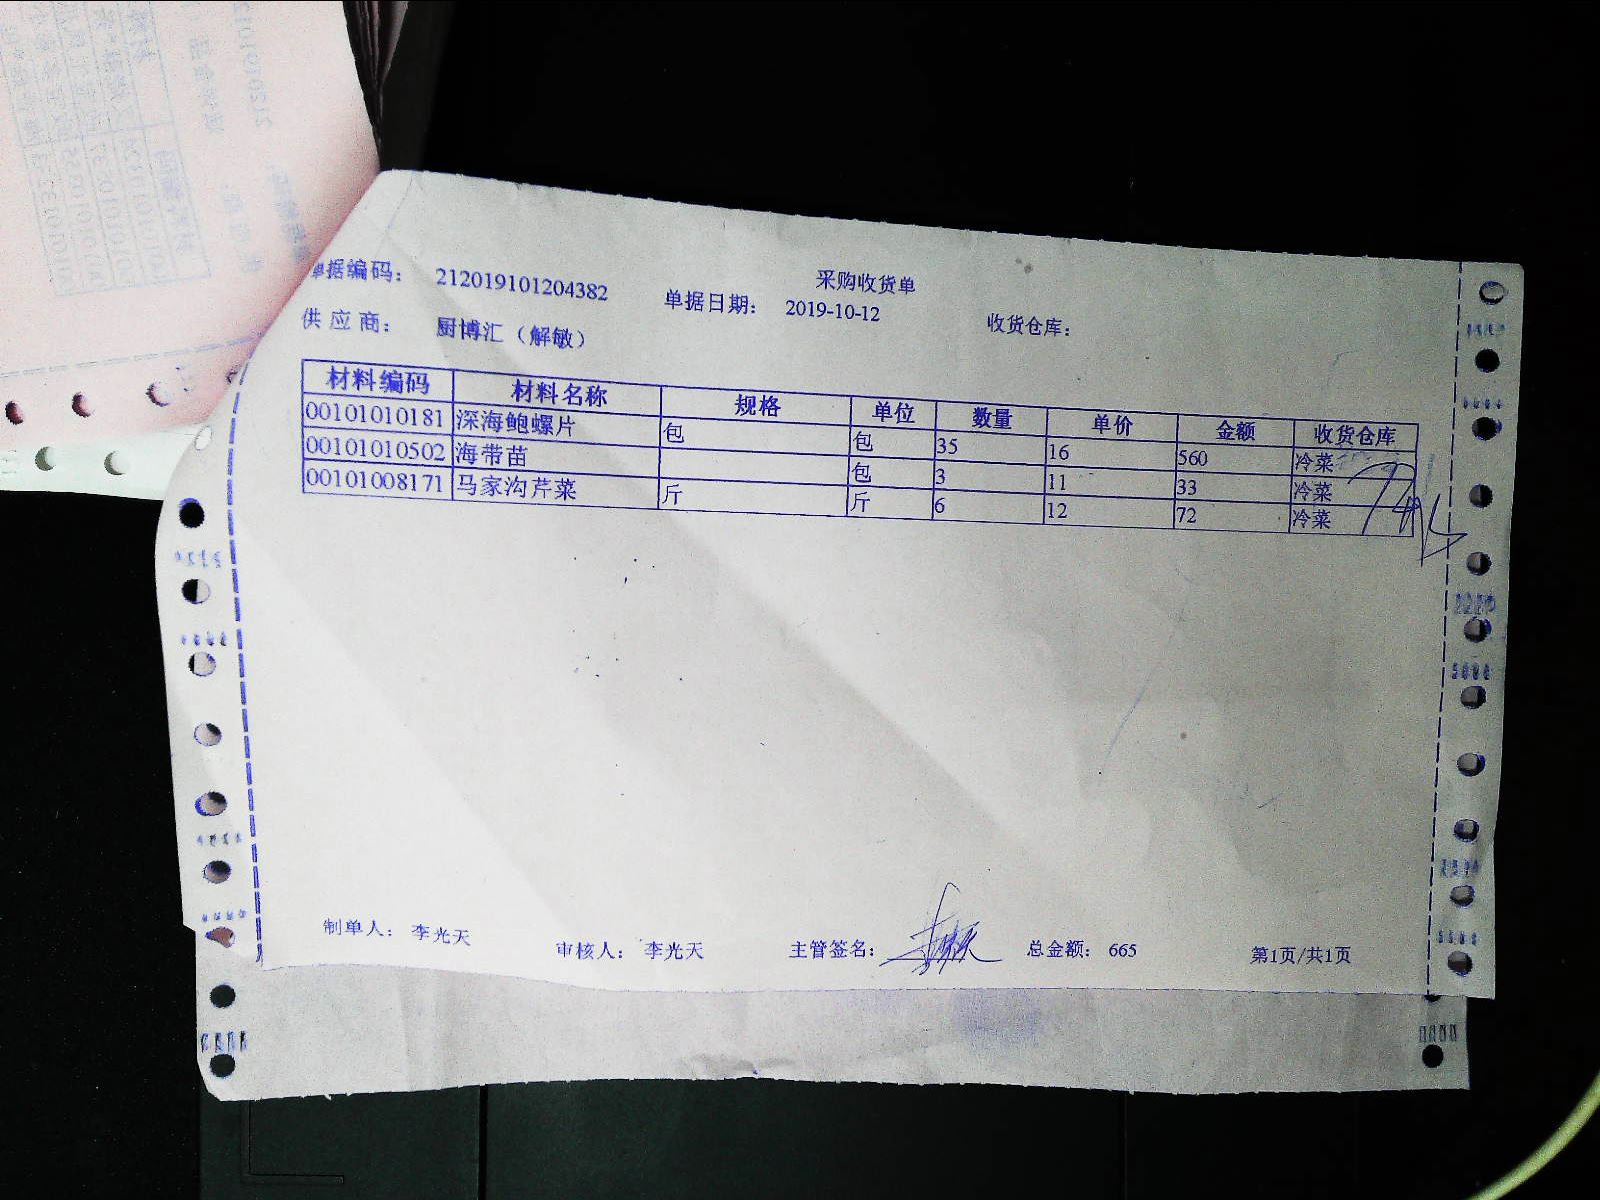 采购收货单
单据编码： 212019101204382 单据日期： 2019-10-12 收货仓库：
供应商： 厨博汇（解敏）
材料编码 材料名称 规格 单位 数量 单价 金额 收货仓库
00101010181 深海鲍螺片 包 包 35 16 560 冷菜
00101010502 海带苗 包 3 11 33 冷菜
00101008171 马家沟芹菜 斤 斤 6 12 72 冷菜
制单人： 李光天 审核人： 李光天 主管签名： 总金额： 665 第1页/共1页